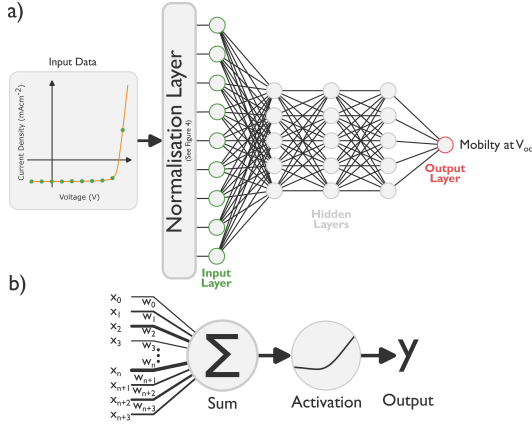 a)
Input Data
Current Density (mAcm⁻²)
Voltage (V)
Normalisation Layer
(See Figure 4)
Input
Layer
Hidden
Layers
Output
Layer
Mobilty at Voc
b)
x0
x1
x2
x3
xn
xn+1
xn+2
xn+3
w0
w1
w2
w3
wn
wn+1
wn+2
wn+3
Σ
Sum
Activation
y
Output